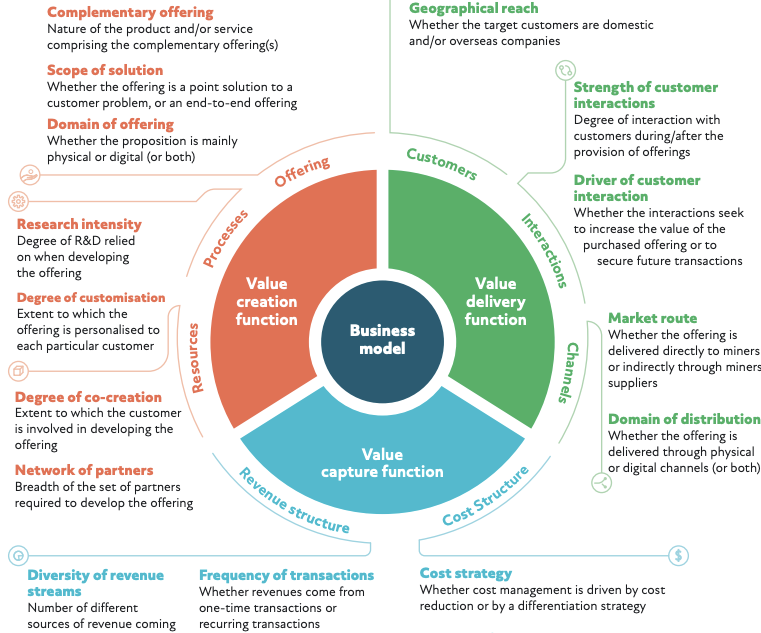 Complementary offering
Nature of the product and/or service
comprising the complementary offering(s)
Scope of solution
Whether the offering is a point solution to a
customer problem, or an end-to-end offering
Domain of offering
Whether the proposition is mainly
physical or digital (or both)
Geographical reach
Whether the target customers are domestic
and/or overseas companies
Strength of customer
interactions
Degree of interaction with
customers during/after the
provision of offerings
Driver of customer
interaction
Whether the interactions seek
to increase the value of the
purchased offering or to
secure future transactions
Offering
Customers
Processes
Interactions
Resources
Channels
Revenue structure
Cost Structure
Value
creation
function
Value
delivery
function
Business
model
Value
capture function
Research intensity
Degree of R&D relied
on when developing
the offering
Degree of customisation
Extent to which the
offering is personalised to
each particular customer
Degree of co-creation
Extent to which the customer
is involved in developing the
offering
Network of partners
Breadth of the set of partners
required to develop the offering
Market route
Whether the offering is
delivered directly to miners
or indirectly through miners
suppliers
Domain of distribution
Whether the offering is
delivered through physical
or digital channels (or both)
$
Diversity of revenue
streams
Number of different
sources of revenue coming
Frequency of transactions
Whether revenues come from
one-time transactions or
recurring transactions
Cost strategy
Whether cost management is driven by cost
reduction or by a differentiation strategy